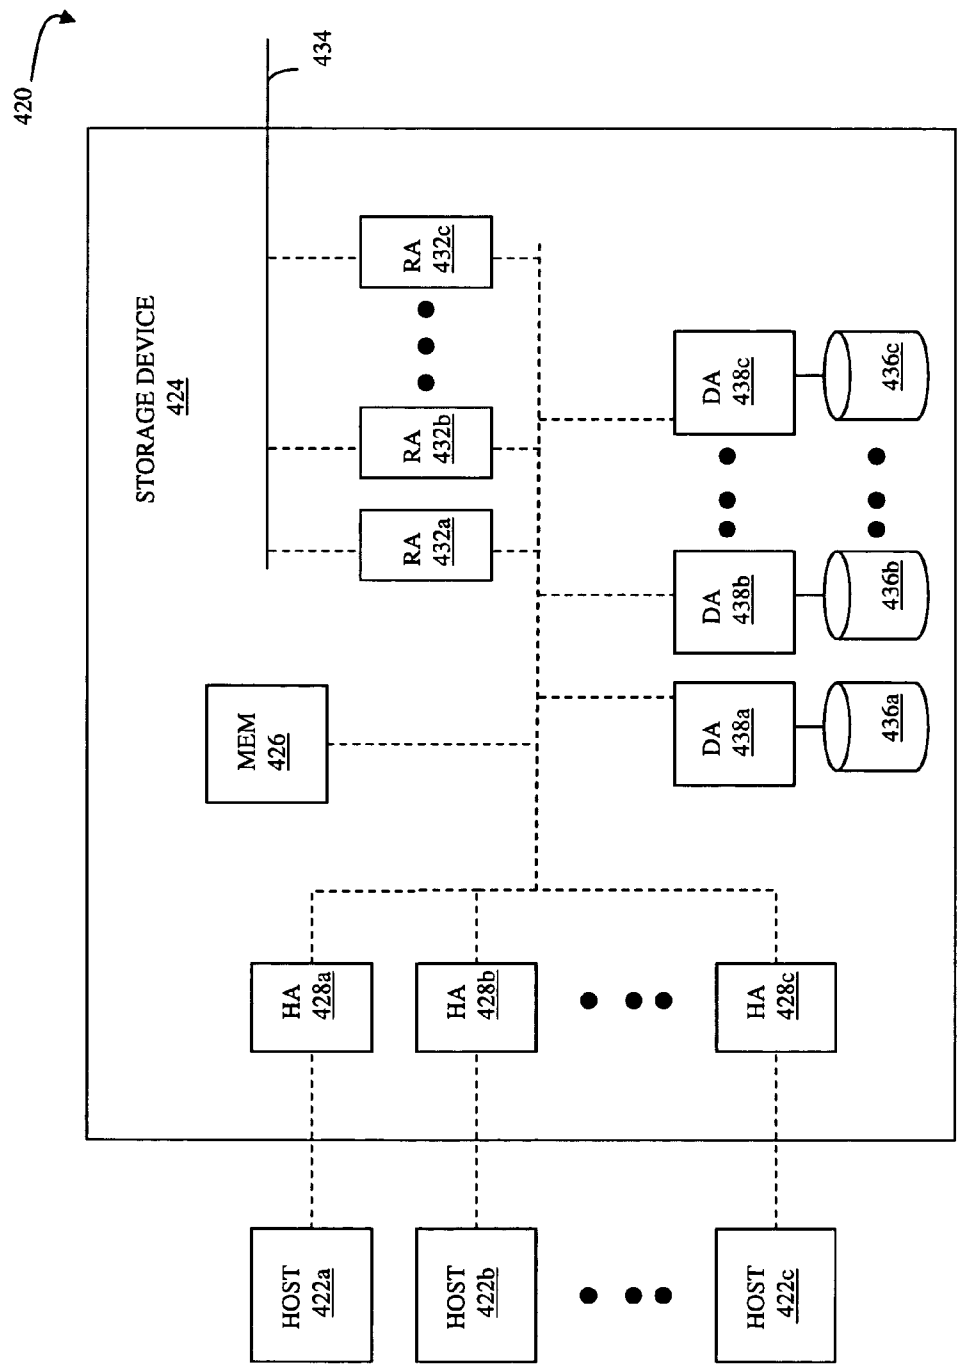 420
STORAGE DEVICE
424
434
HOST
422a
HOST
422b
HOST
422c
HA
428a
HA
428b
HA
428c
MEM
426
RA
432a
RA
432b
RA
432c
DA
438a
DA
438b
DA
438c
436a
436b
436c